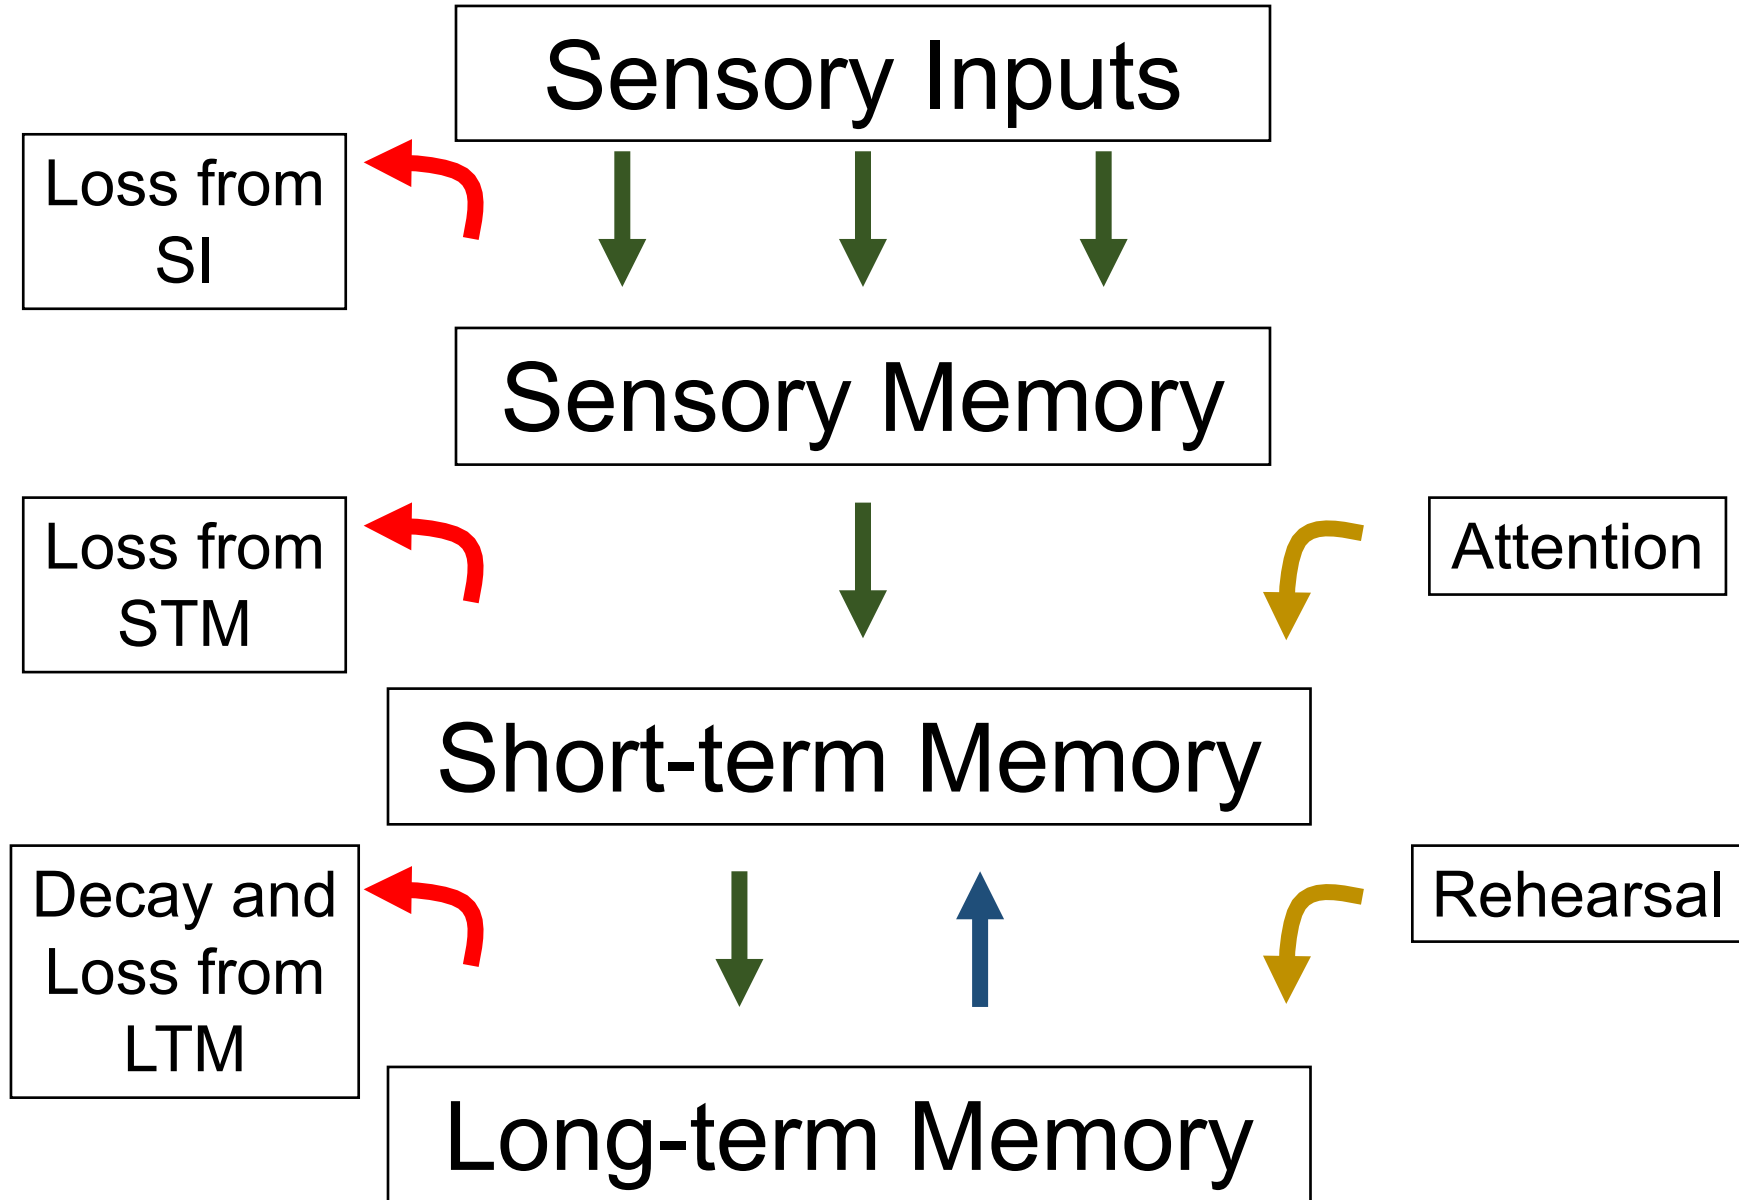 Sensory Inputs
Loss from
SI
Sensory Memory
Loss from
STM
Attention
Short-term Memory
Decay and
Loss from
LTM
Rehearsal
Long-term Memory